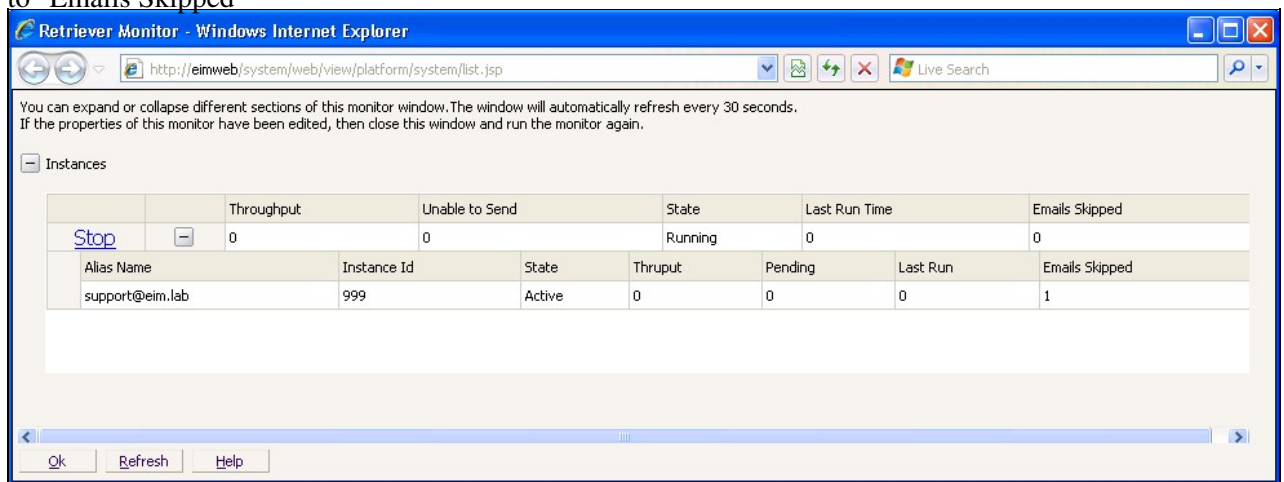 to "Emails Skipped"
Retriever Monitor - Windows Internet Explorer
http://eimweb/system/web/view/platform/system/list.jsp Live Search
You can expand or collapse different sections of this monitor window.The window will automatically refresh every 30 seconds.
If the properties of this monitor have been edited, then close this window and run the monitor again.
Instances
Throughput Unable to Send State Last Run Time Emails Skipped
Stop 0 0 Running 0 0
Alias Name Instance Id State Thruput Pending Last Run Emails Skipped
support@eim.lab 999 Active 0 0 0 1
Ok Refresh Help